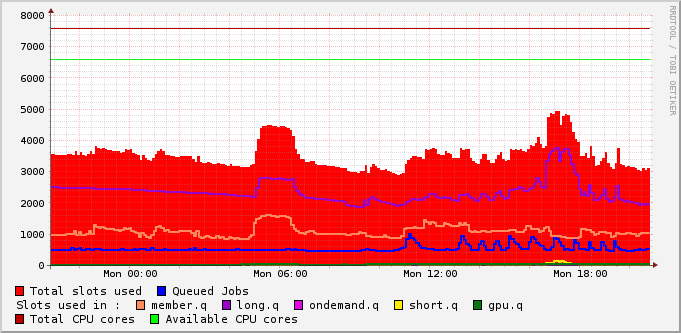 8000
7000
6000
5000
4000
3000
2000
1000
0
Mon 00:00 Mon 06:00 Mon 12:00 Mon 18:00
Total slots used Queued Jobs
Slots used in : member.q long.q ondemand.q short.q gpu.q
Total CPU cores Available CPU cores
RRDTOOL / TOBI OETIKER